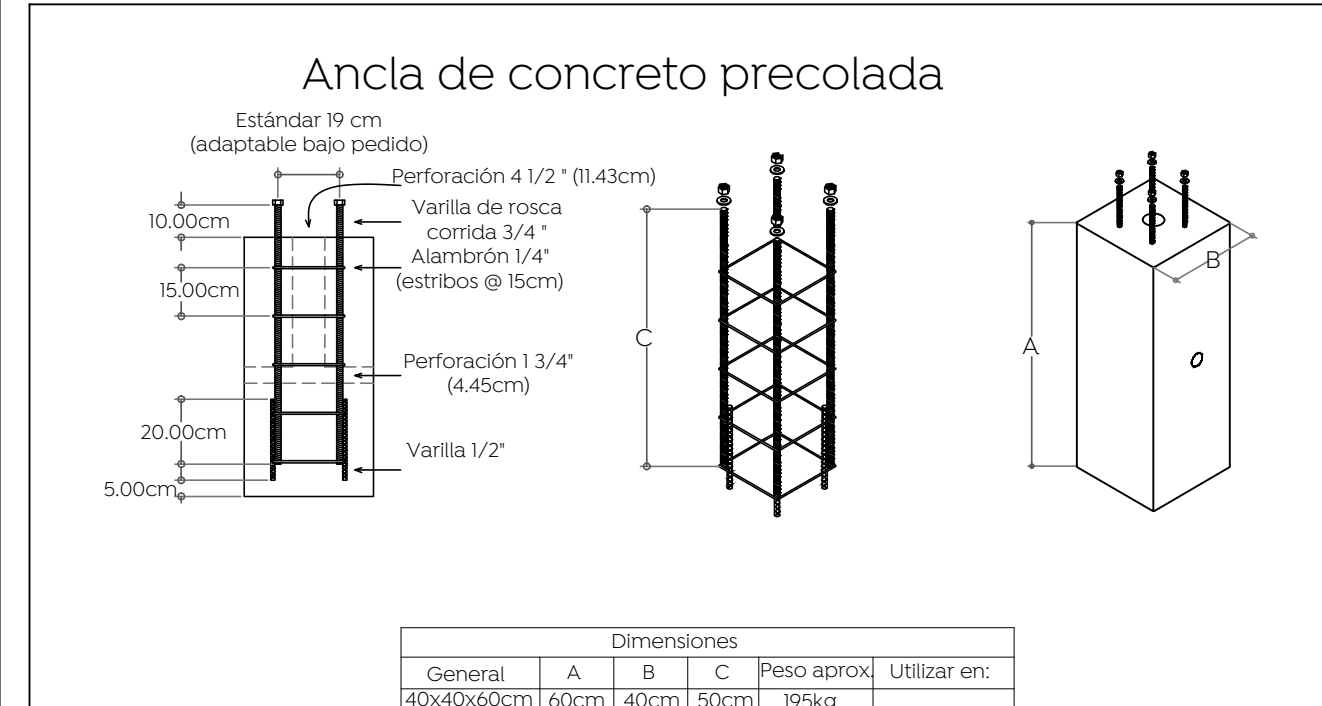 Ancla de concreto precolada
Estándar 19 cm
(adaptable bajo pedido)
Perforación 4 1/2 " (11.43cm)
10.00cm
Varilla de rosca
corrida 3/4 "
Alambrón 1/4"
(estribos @ 15cm)
15.00cm
Perforación 1 3/4"
(4.45cm)
20.00cm
Varilla 1/2"
5.00cm
C
A
B
Dimensiones
General A B C Peso aprox. Utilizar en:
40x40x60cm 60cm 40cm 50cm 195kg